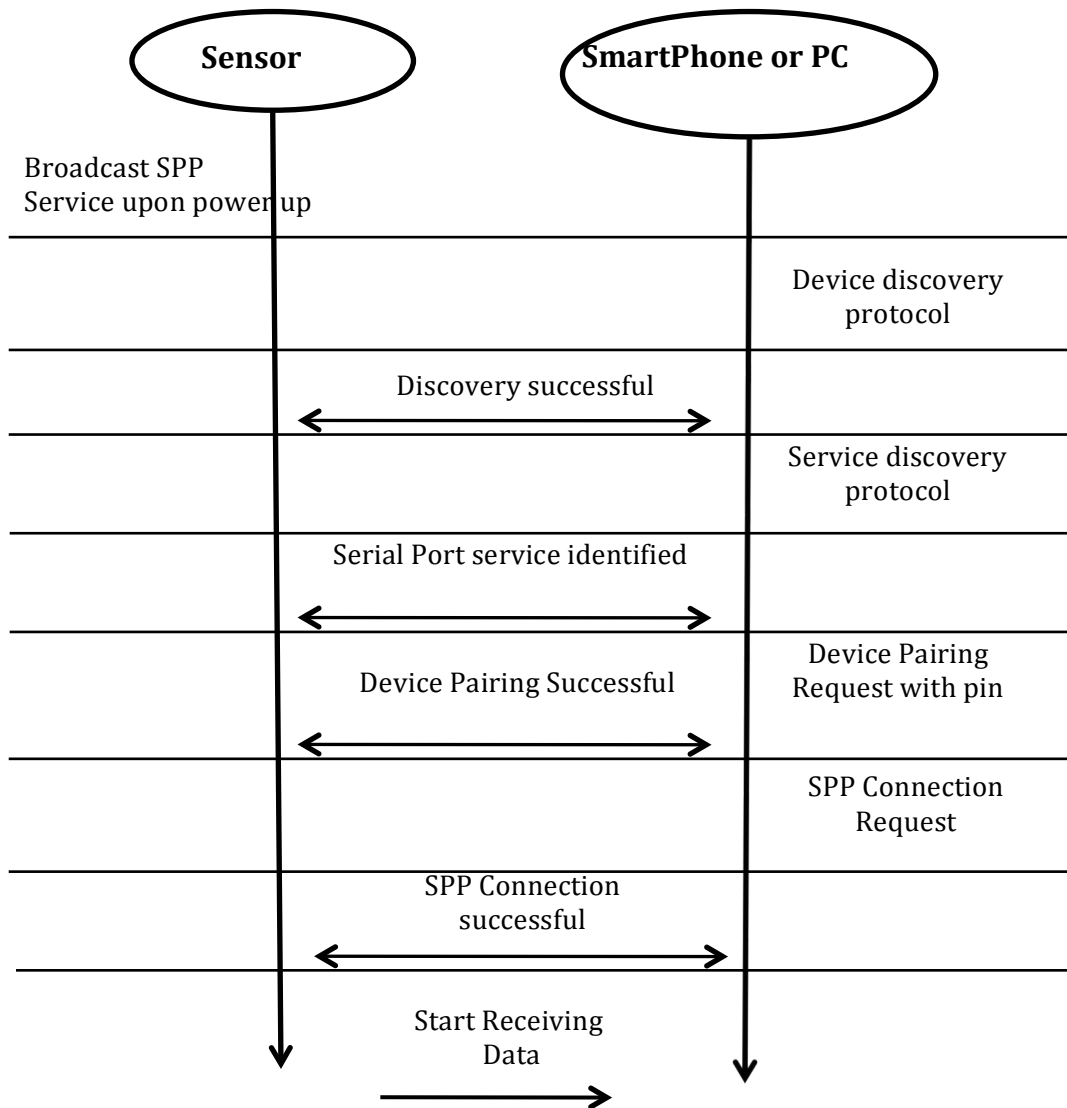 Sensor
SmartPhone or PC
Broadcast SPP
Service upon power up
Device discovery
protocol
Discovery successful
Service discovery
protocol
Serial Port service identified
Device Pairing
Request with pin
Device Pairing Successful
SPP Connection
Request
SPP Connection
successful
Start Receiving
Data